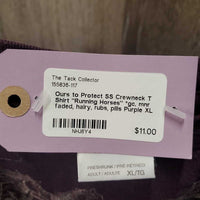 The Tack Collector
155836-117
Ours to Protect SS Crewneck T
Shirt "Running Horses" *gc, mnr
faded, hairy, rubs, pills Purple XL
NHJ8Y4
$11.00
PRESHRUNK / PRÉ-RÉTRÉCI
ADULT / ADULTE
XL/TG